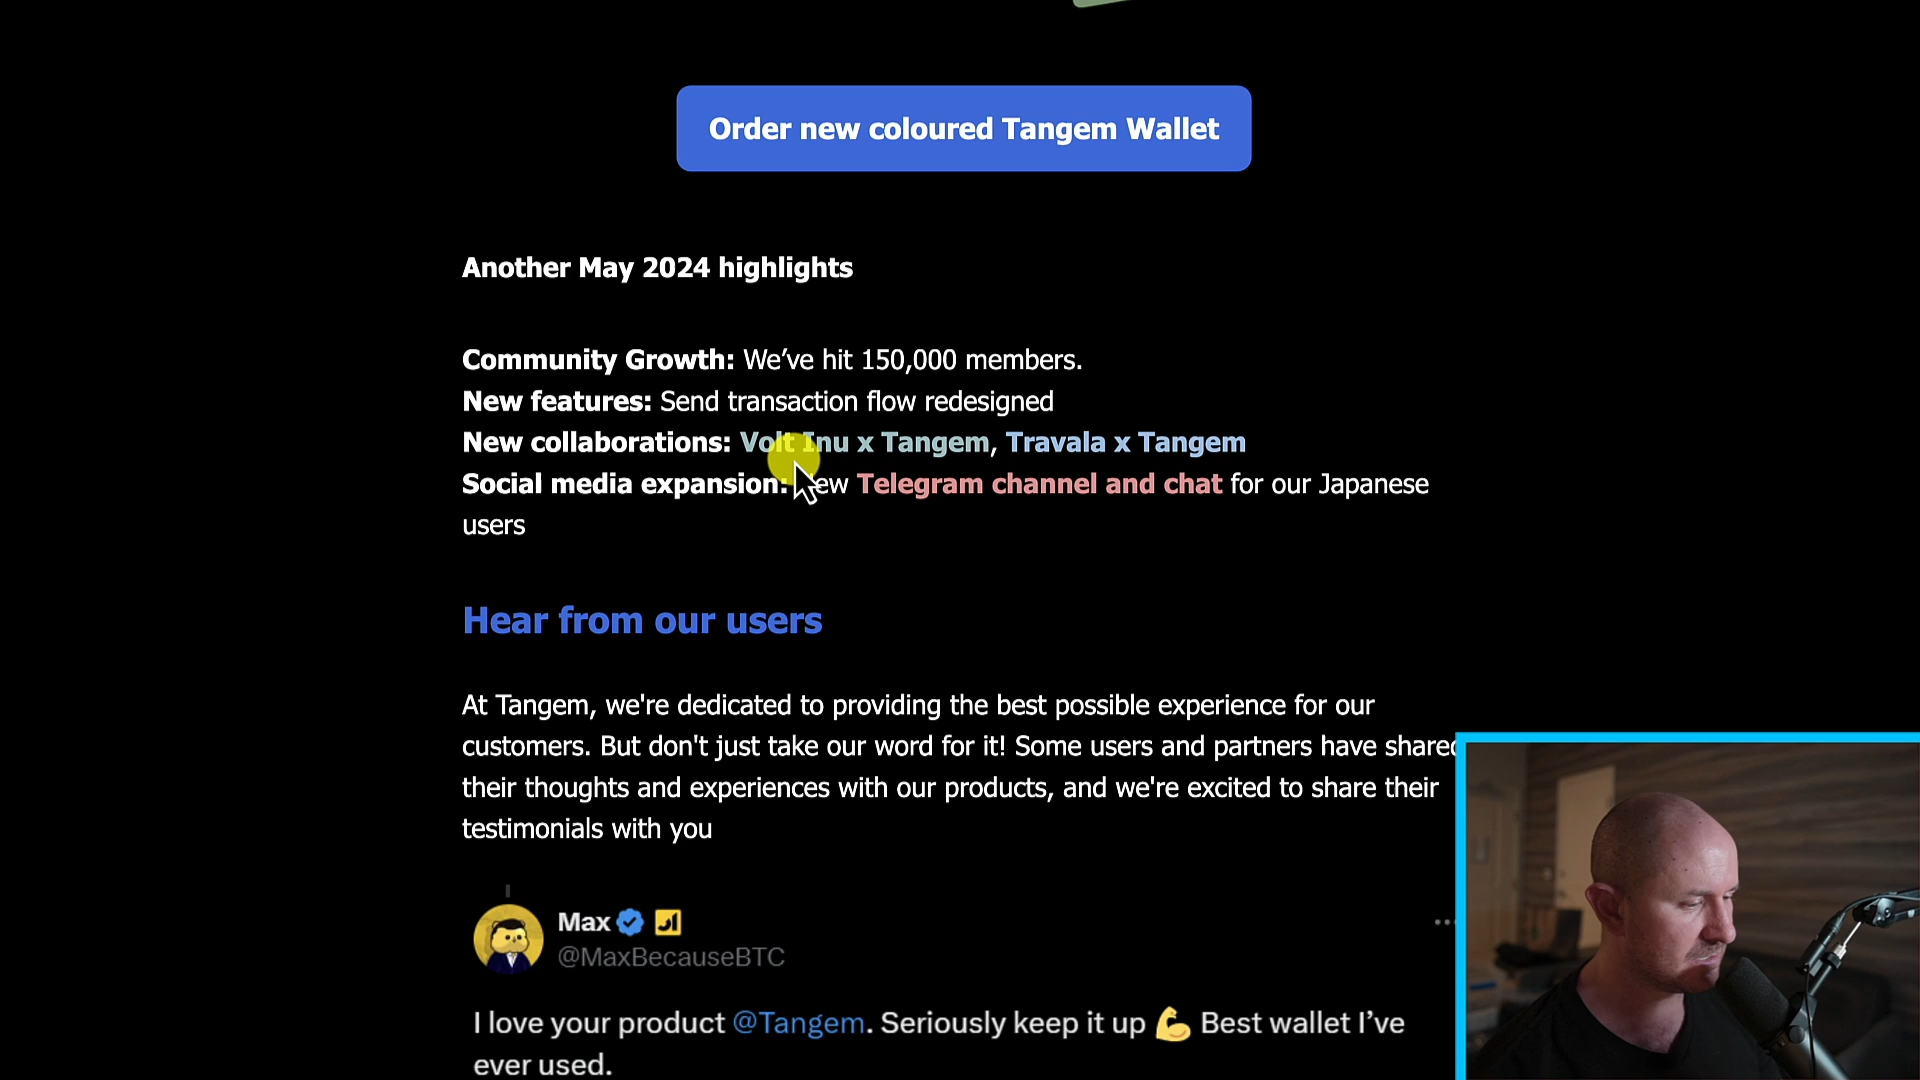 Order new coloured Tangem Wallet
Another May 2024 highlights
Community Growth: We’ve hit 150,000 members.
New features: Send transaction flow redesigned
New collaborations: Volt Inu x Tangem, Travala x Tangem
Social media expansion: New Telegram channel and chat for our Japanese
users
Hear from our users
At Tangem, we're dedicated to providing the best possible experience for our
customers. But don't just take our word for it! Some users and partners have shared
their thoughts and experiences with our products, and we're excited to share their
testimonials with you
Max
@MaxBecauseBTC
I love your product @Tangem. Seriously keep it up 💪 Best wallet I’ve
ever used.